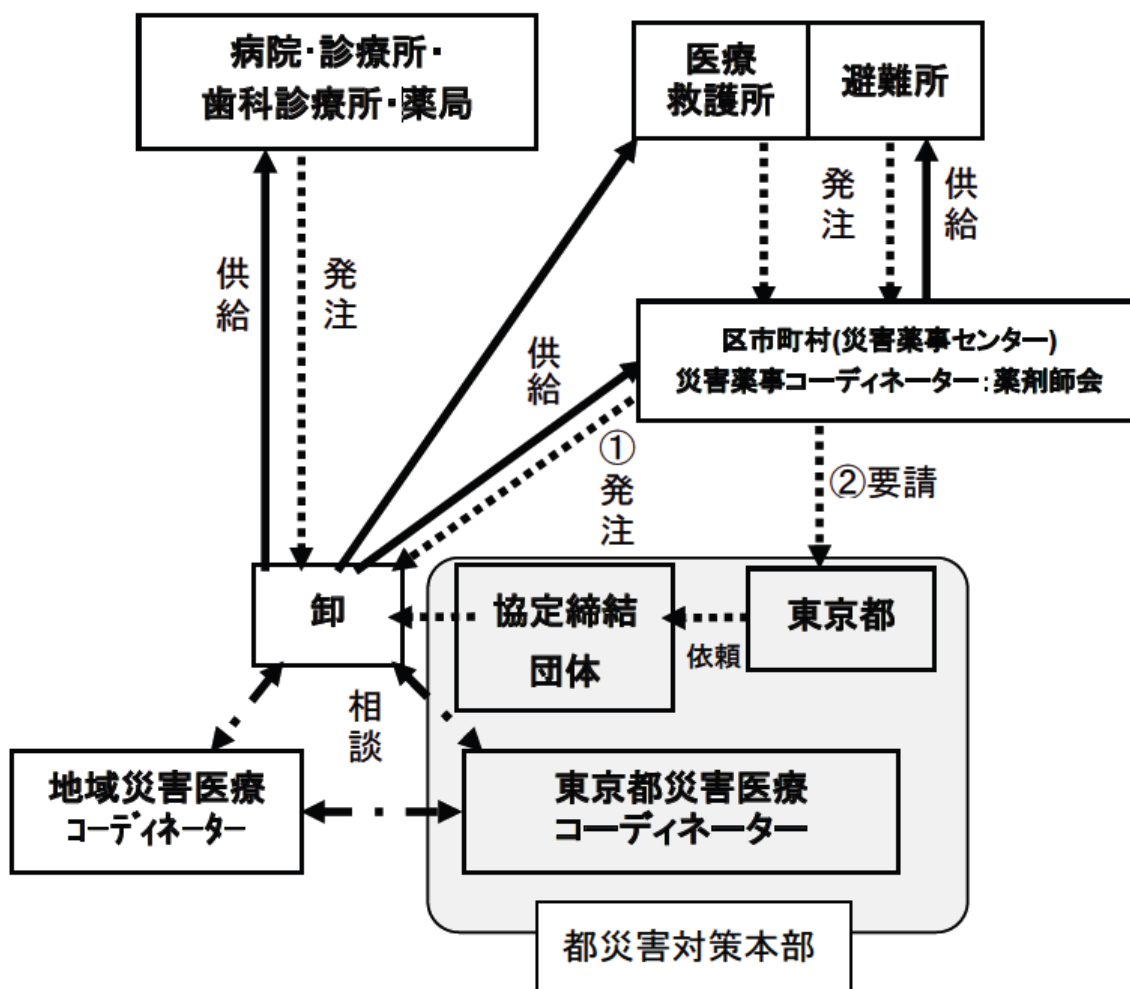 病院・診療所・
歯科診療所・薬局
医療
救護所
避難所
供給
発注
発注
供給
区市町村(災害薬事センター)
災害薬事コーディネーター:薬剤師会
供給
①発注
②要請
卸
協定締結
団体
依頼
東京都
相談
地域災害医療
コーディネーター
東京都災害医療
コーディネーター
都災害対策本部